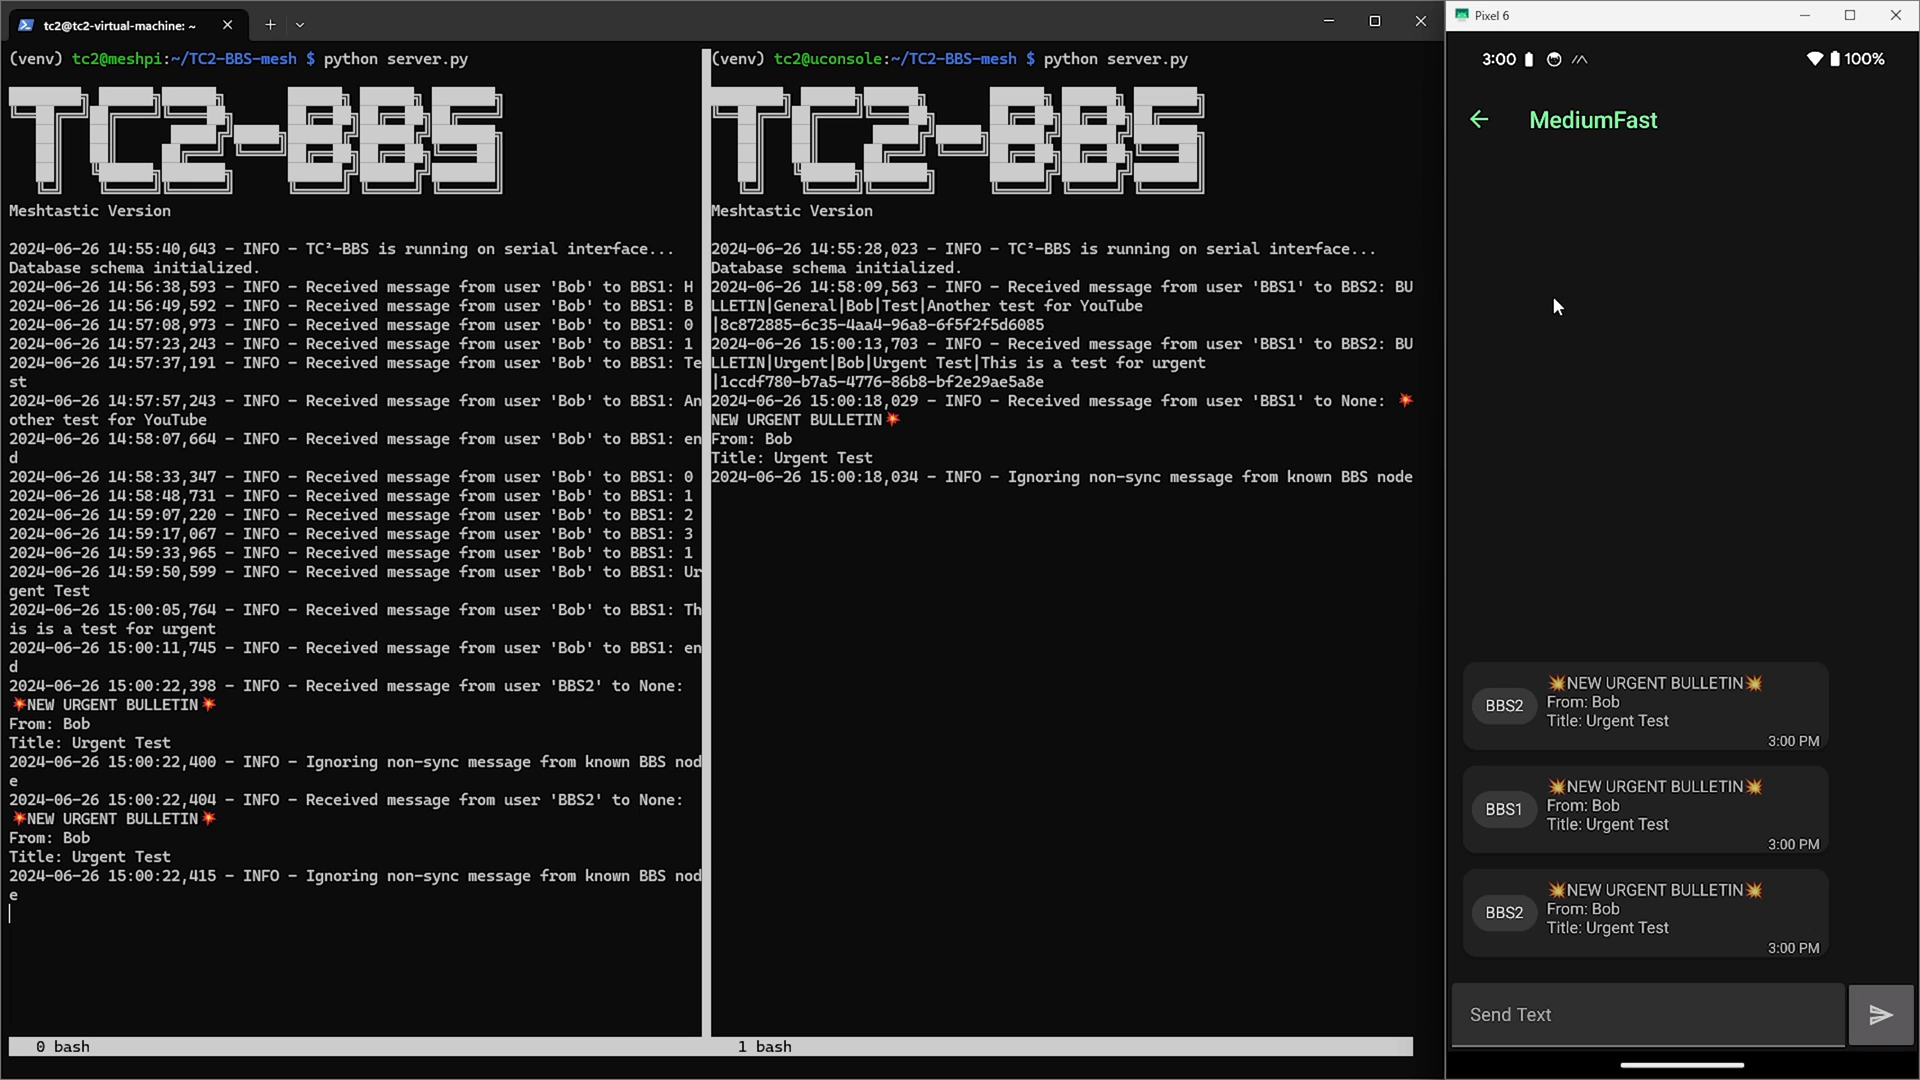 tc2@tc2-virtual-machine: ~
(venv) tc2@meshpi:~/TC2-BBS-mesh $ python server.py
TC2-BBS
Meshtastic Version
2024-06-26 14:55:40,643 - INFO - TC²-BBS is running on serial interface...
Database schema initialized.
2024-06-26 14:56:38,593 - INFO - Received message from user 'Bob' to BBS1: H
2024-06-26 14:56:49,592 - INFO - Received message from user 'Bob' to BBS1: B
2024-06-26 14:57:08,973 - INFO - Received message from user 'Bob' to BBS1: 0
2024-06-26 14:57:23,243 - INFO - Received message from user 'Bob' to BBS1: 1
2024-06-26 14:57:37,191 - INFO - Received message from user 'Bob' to BBS1: Te
st
2024-06-26 14:57:57,243 - INFO - Received message from user 'Bob' to BBS1: An
other test for YouTube
2024-06-26 14:58:07,664 - INFO - Received message from user 'Bob' to BBS1: en
d
2024-06-26 14:58:33,347 - INFO - Received message from user 'Bob' to BBS1: 0
2024-06-26 14:58:48,731 - INFO - Received message from user 'Bob' to BBS1: 1
2024-06-26 14:59:07,220 - INFO - Received message from user 'Bob' to BBS1: 2
2024-06-26 14:59:17,067 - INFO - Received message from user 'Bob' to BBS1: 3
2024-06-26 14:59:33,965 - INFO - Received message from user 'Bob' to BBS1: 1
2024-06-26 14:59:50,599 - INFO - Received message from user 'Bob' to BBS1: Ur
gent Test
2024-06-26 15:00:05,764 - INFO - Received message from user 'Bob' to BBS1: Th
is is a test for urgent
2024-06-26 15:00:11,745 - INFO - Received message from user 'Bob' to BBS1: en
d
2024-06-26 15:00:22,398 - INFO - Received message from user 'BBS2' to None:
💥NEW URGENT BULLETIN💥
From: Bob
Title: Urgent Test
2024-06-26 15:00:22,400 - INFO - Ignoring non-sync message from known BBS nod
e
2024-06-26 15:00:22,404 - INFO - Received message from user 'BBS2' to None:
💥NEW URGENT BULLETIN💥
From: Bob
Title: Urgent Test
2024-06-26 15:00:22,415 - INFO - Ignoring non-sync message from known BBS nod
e
0 bash
(venv) tc2@uconsole:~/TC2-BBS-mesh $ python server.py
TC2-BBS
Meshtastic Version
2024-06-26 14:55:28,023 - INFO - TC²-BBS is running on serial interface...
Database schema initialized.
2024-06-26 14:58:09,563 - INFO - Received message from user 'BBS1' to BBS2: BU
LLETIN|General|Bob|Test|Another test for YouTube
|8c872885-6c35-4aa4-96a8-6f5f2f5d6085
2024-06-26 15:00:13,703 - INFO - Received message from user 'BBS1' to BBS2: BU
LLETIN|Urgent|Bob|Urgent Test|This is a test for urgent
|1ccdf780-b7a5-4776-86b8-bf2e29ae5a8e
2024-06-26 15:00:18,029 - INFO - Received message from user 'BBS1' to None: 💥
NEW URGENT BULLETIN💥
From: Bob
Title: Urgent Test
2024-06-26 15:00:18,034 - INFO - Ignoring non-sync message from known BBS node
1 bash
Pixel 6
3:00
100%
MediumFast
BBS2
💥NEW URGENT BULLETIN💥
From: Bob
Title: Urgent Test
3:00 PM
BBS1
💥NEW URGENT BULLETIN💥
From: Bob
Title: Urgent Test
3:00 PM
BBS2
💥NEW URGENT BULLETIN💥
From: Bob
Title: Urgent Test
3:00 PM
Send Text